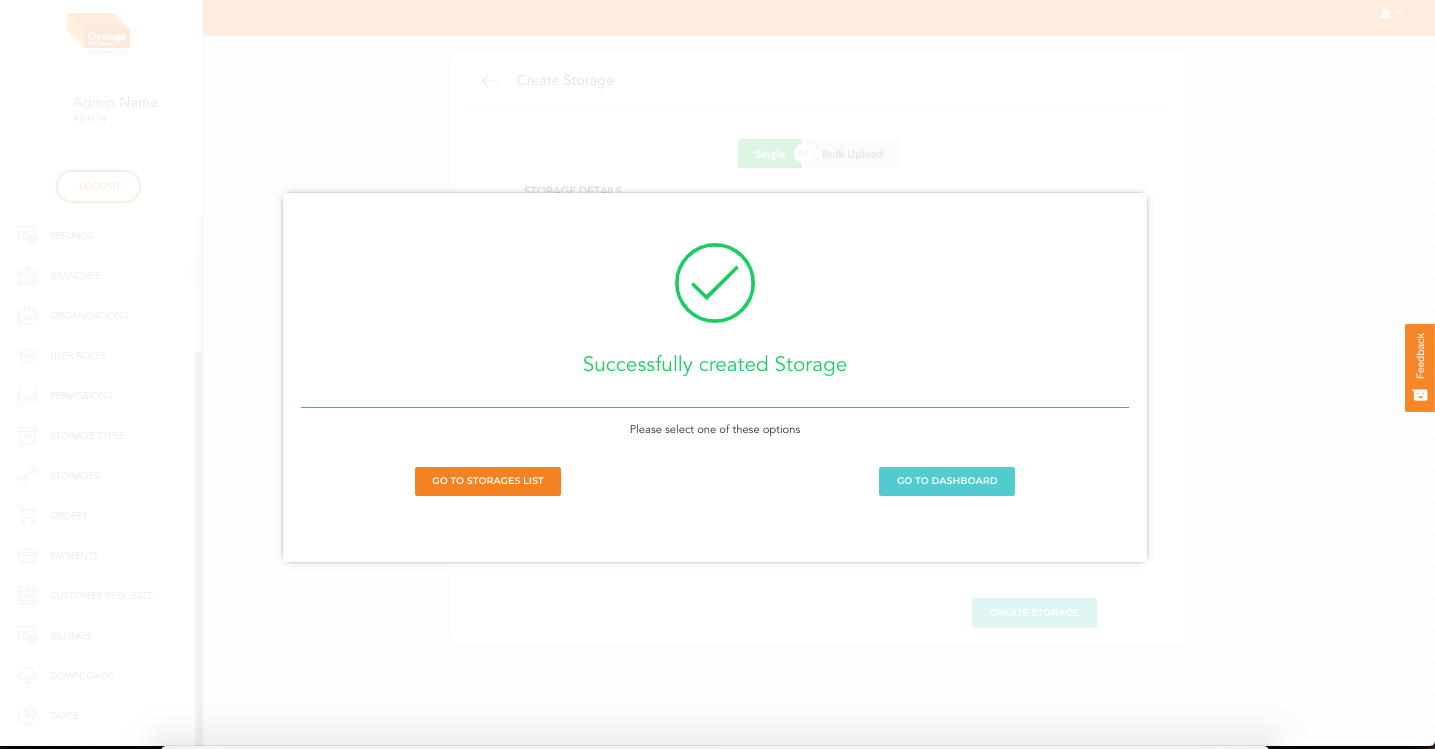 Orange
Admin Name
ADMIN
LOGOUT
REFUNDS
BRANCHES
ORGANISATIONS
USER ROLES
PERMISSIONS
STORAGE TYPES
STORAGES
ORDERS
PAYMENTS
CUSTOMER REQUESTS
BILLINGS
DOWNLOADS
TAXES
Create Storage
Single or Bulk Upload
STORAGE DETAILS
Successfully created Storage
Please select one of these options
GO TO STORAGES LIST
GO TO DASHBOARD
CREATE STORAGE
Feedback